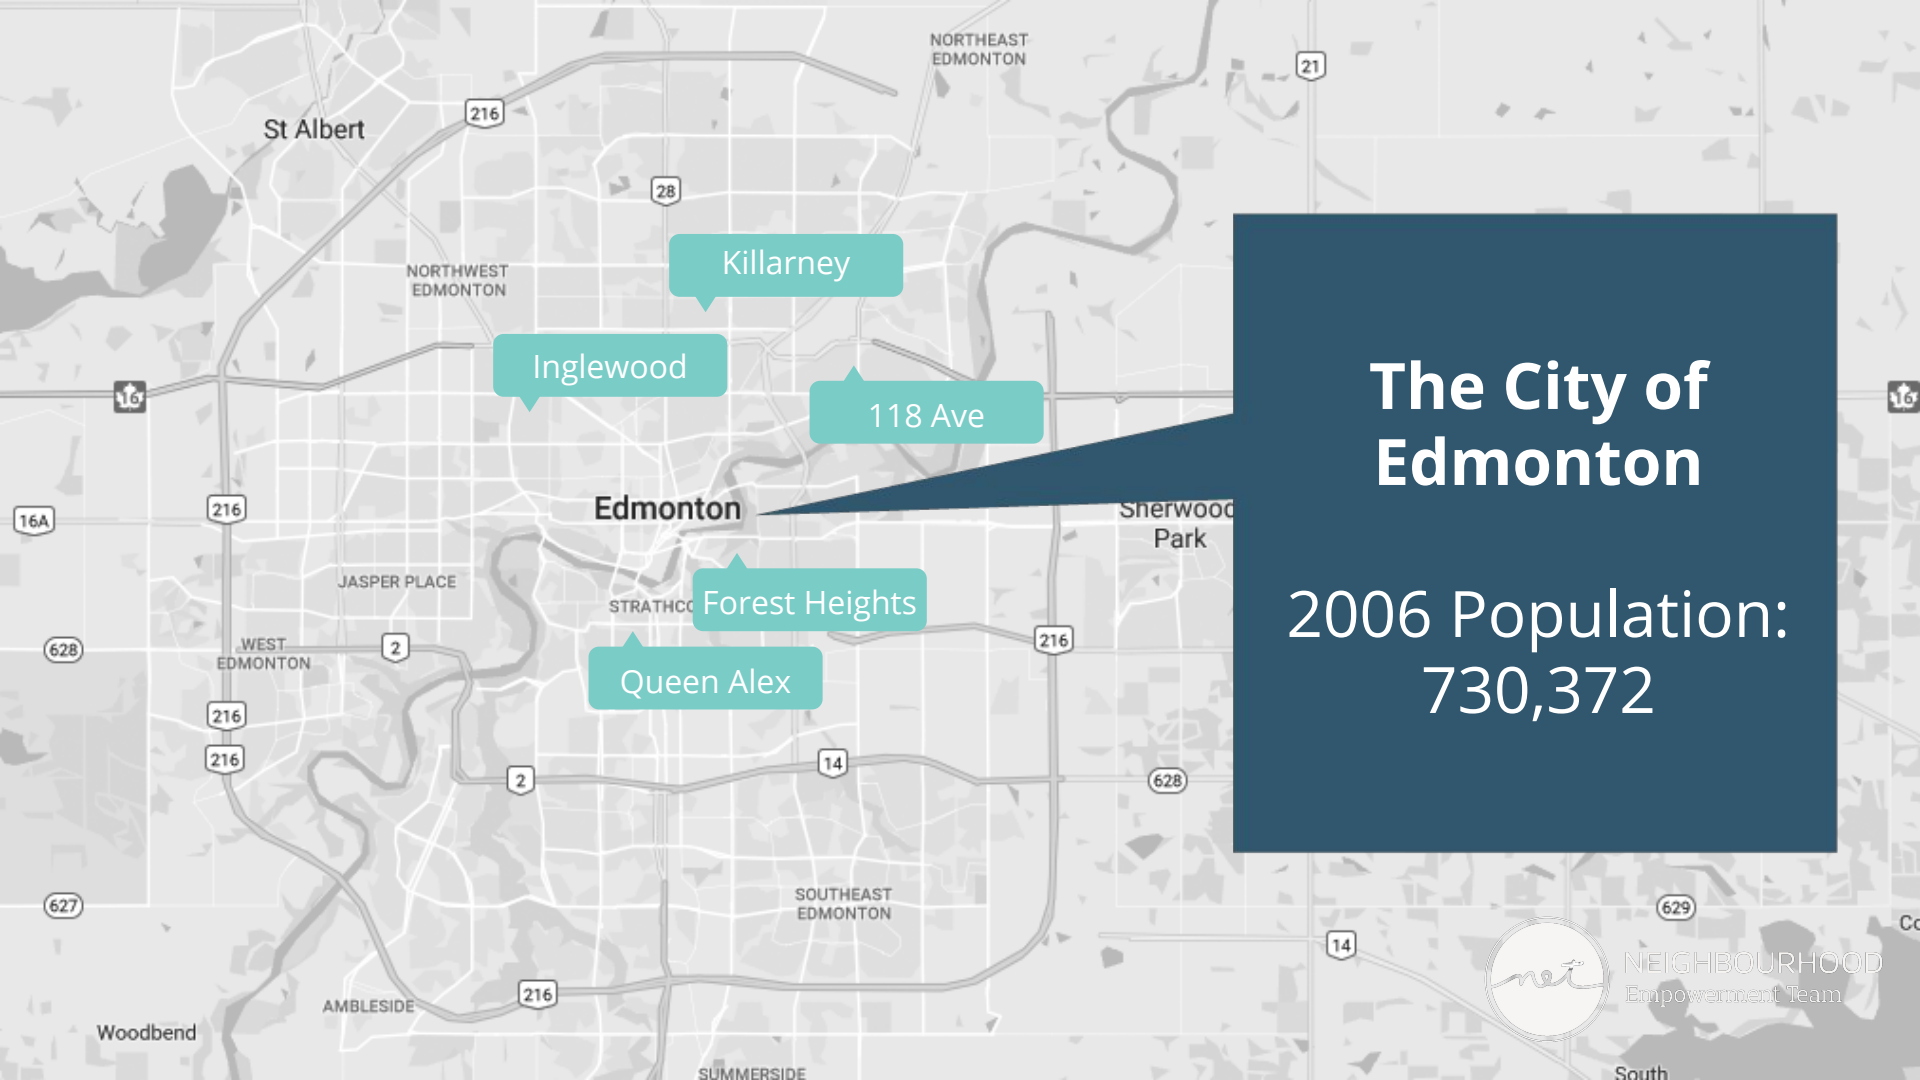 NORTHEAST
EDMONTON
21
216
St Albert
28
Killarney
NORTHWEST
EDMONTON
Inglewood
118 Ave
16
16
The City of
Edmonton
2006 Population:
730,372
216
16A
Edmonton
Sherwood
Park
JASPER PLACE
Forest Heights
STRATHCO
216
628
WEST
EDMONTON
2
Queen Alex
216
216
2
14
628
SOUTHEAST
EDMONTON
627
629
Co
14
net
NEIGHBOURHOOD
Empowerment Team
216
AMBLESIDE
Woodbend
SUMMERSIDE
South